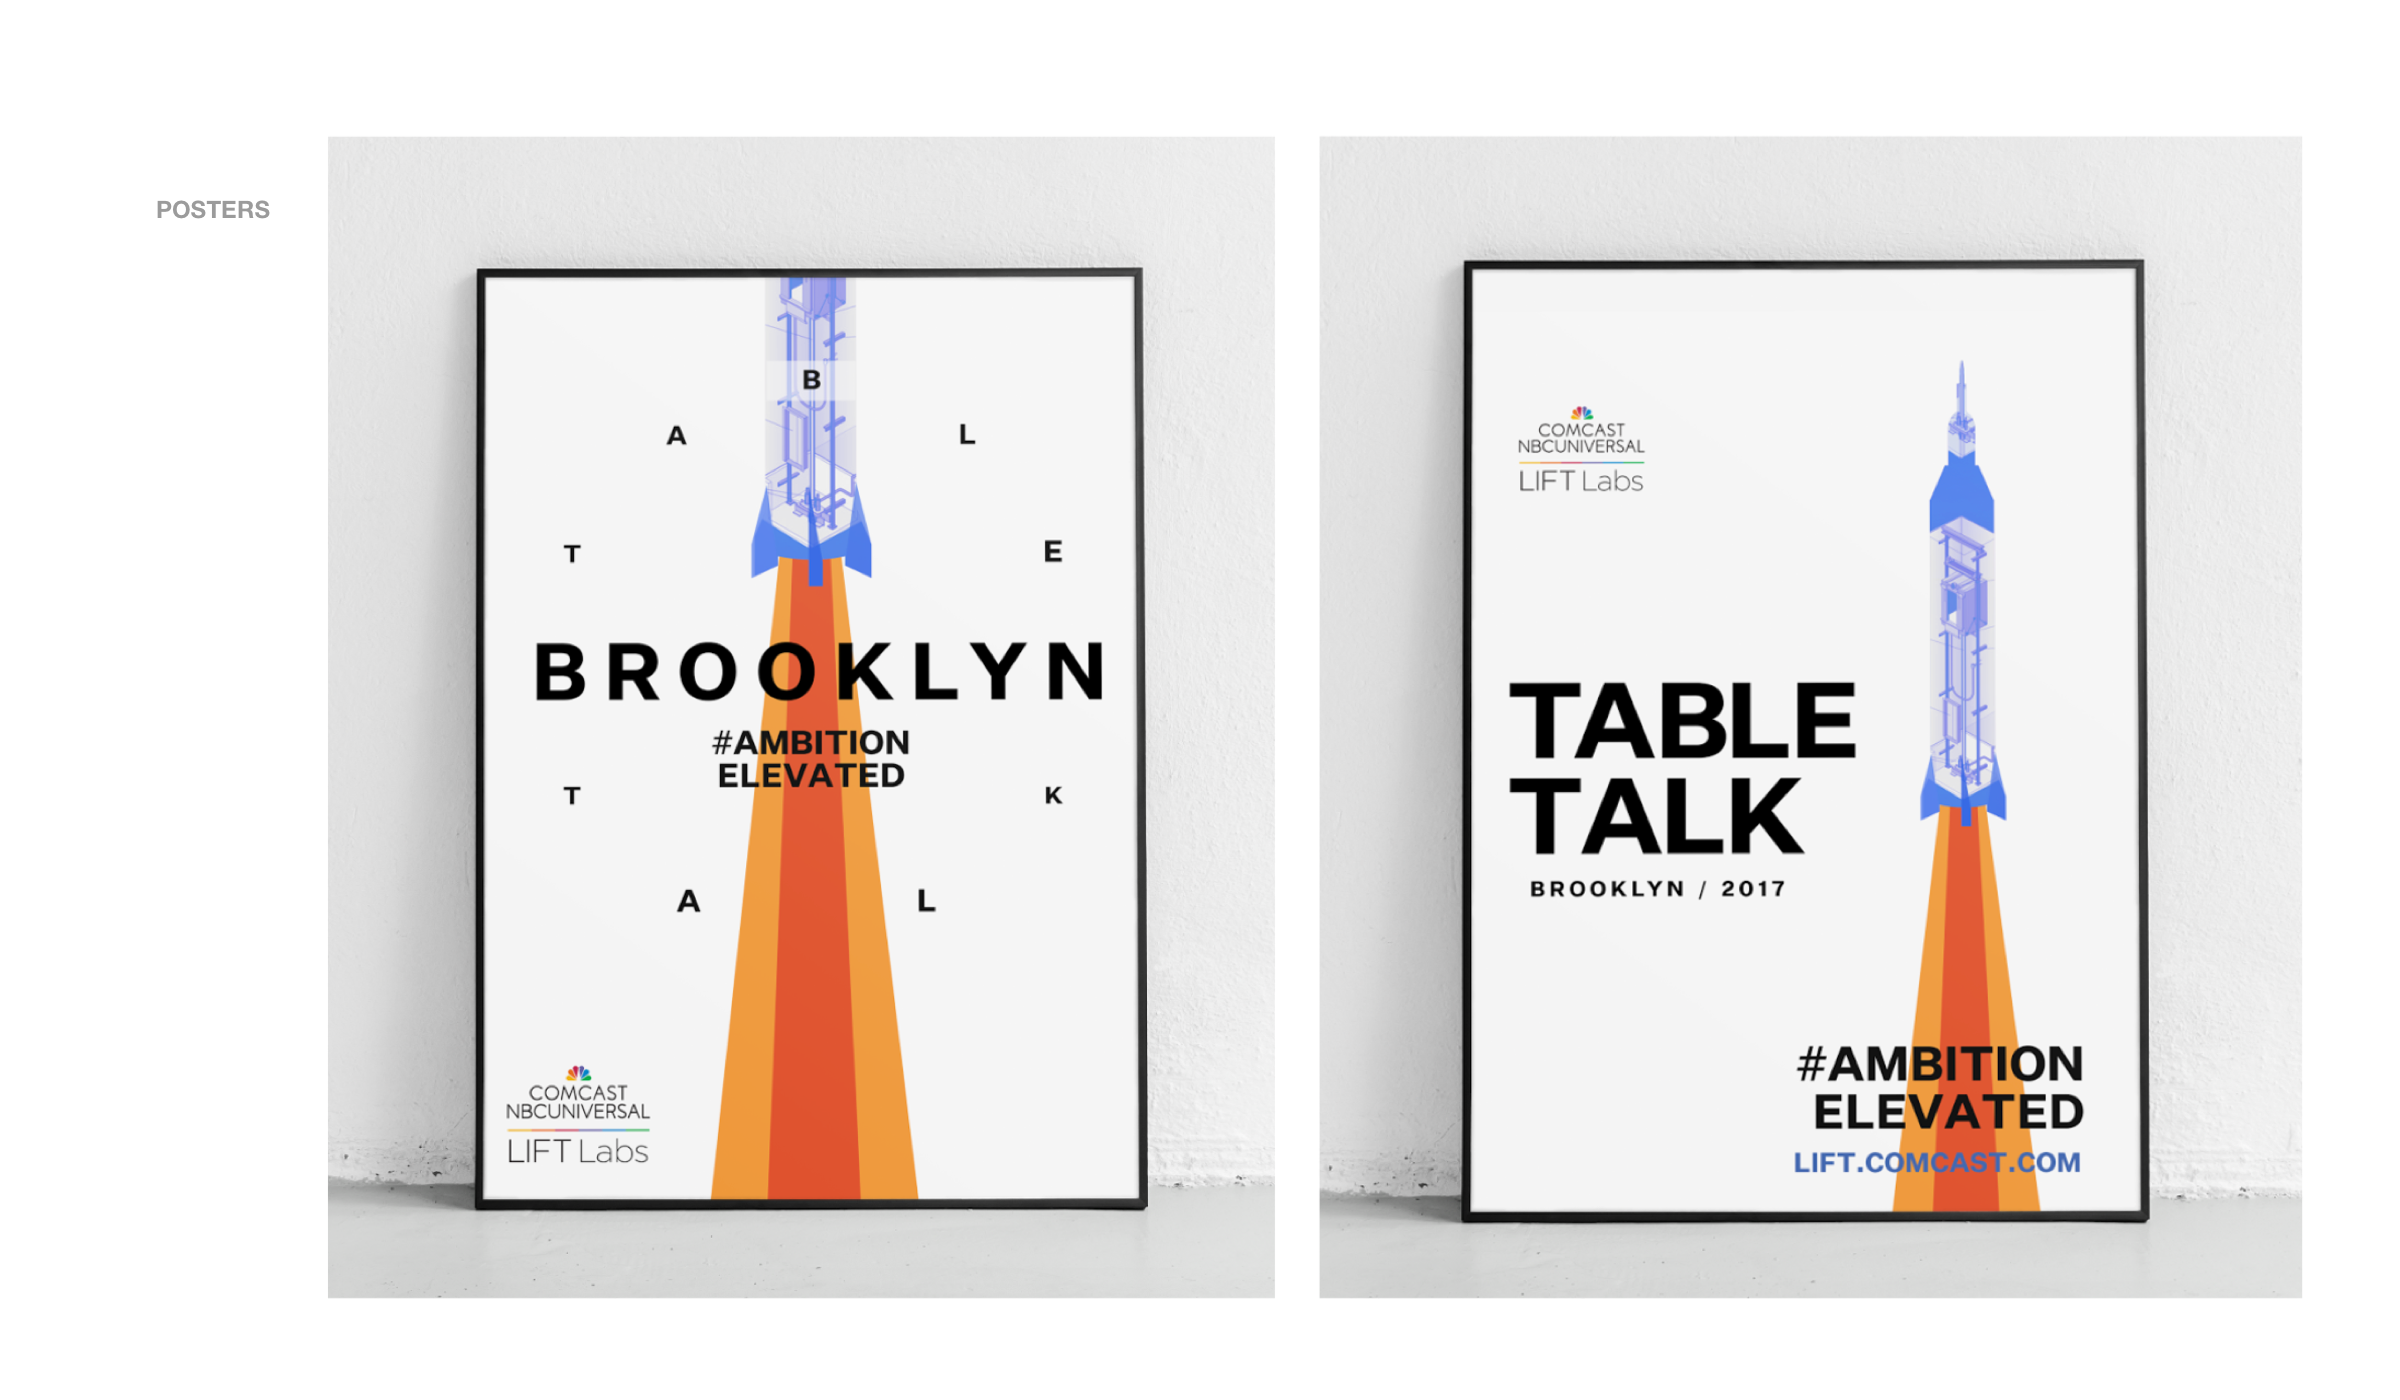 POSTERS
B
A L
T E
BROOKLYN
#AMBITION
ELEVATED
T K
A L
COMCAST
NBCUNIVERSAL
LIFT Labs
COMCAST
NBCUNIVERSAL
LIFT Labs
TABLE
TALK
BROOKLYN / 2017
#AMBITION
ELEVATED
LIFT.COMCAST.COM